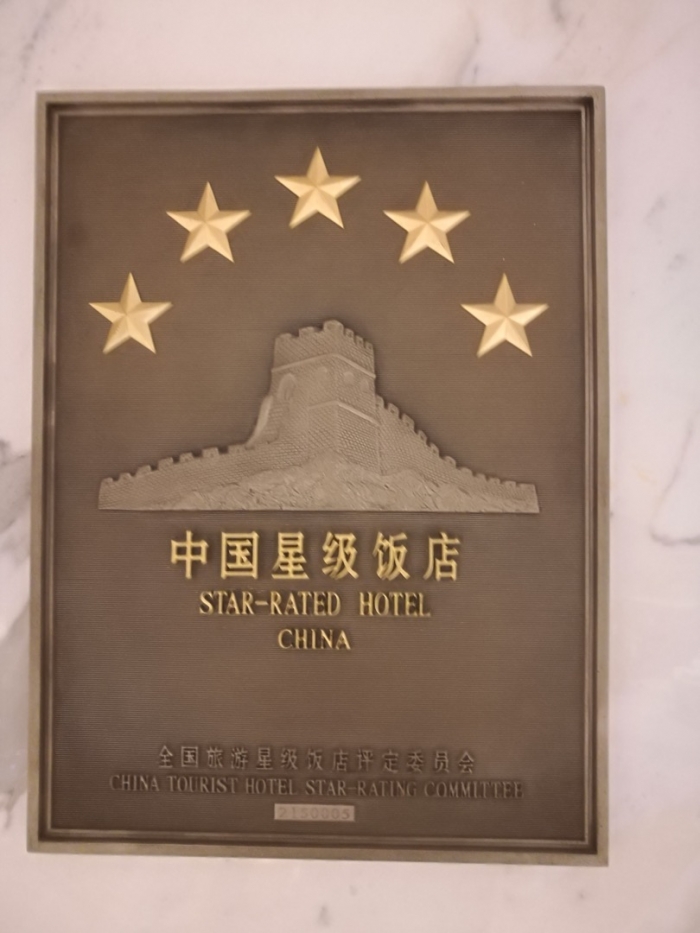 中国星级饭店
STAR-RATED HOTEL
CHINA
全国旅游星级饭店评定委员会
CHINA TOURIST HOTEL STAR-RATING COMMITTEE
2150005